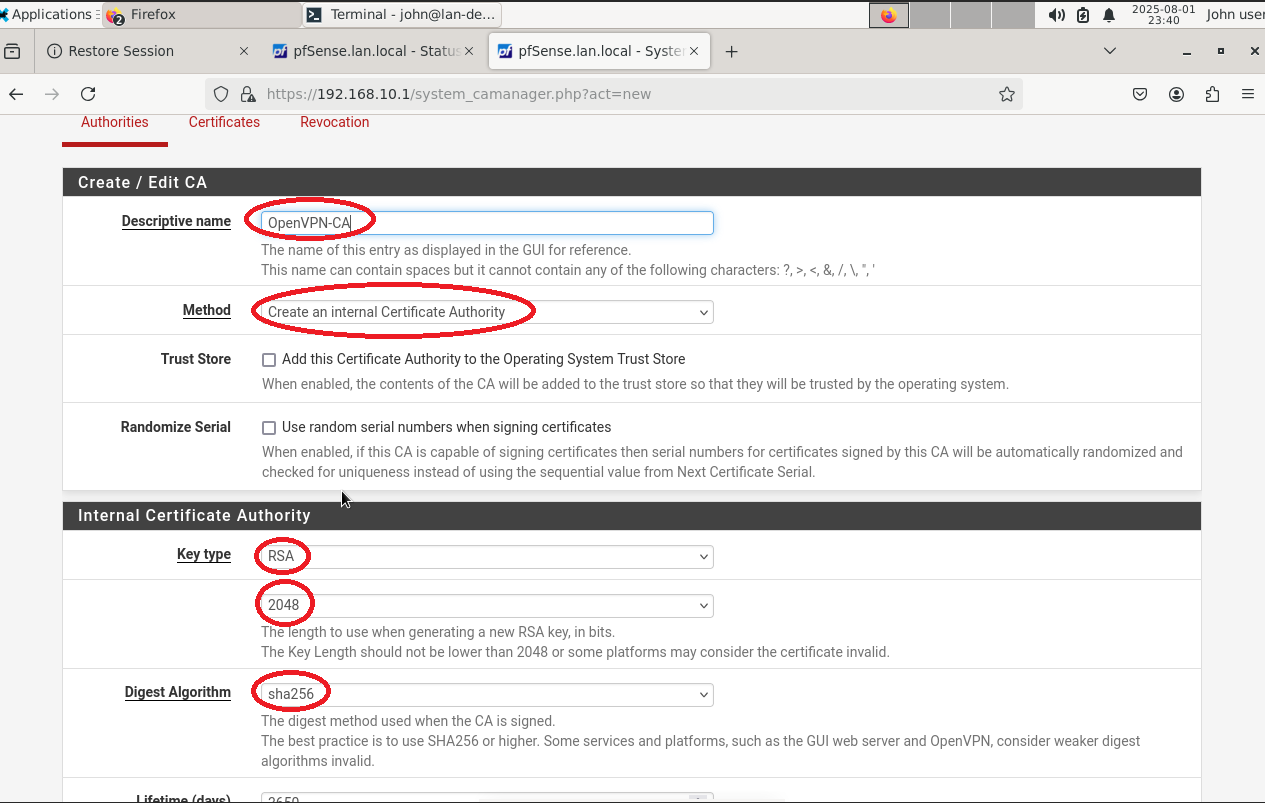 Applications
2
Firefox
Terminal - john@lan-de...
2025-08-01
23:40
John user
Restore Session
pfSense.lan.local - Status
pfSense.lan.local - Syste
https://192.168.10.1/system_camanager.php?act=new
Authorities
Certificates
Revocation
Create / Edit CA
Descriptive name
OpenVPN-CA
The name of this entry as displayed in the GUI for reference.
This name can contain spaces but it cannot contain any of the following characters: ?, >, <, &, /, \, ", '
Method
Create an internal Certificate Authority
Trust Store
Add this Certificate Authority to the Operating System Trust Store
When enabled, the contents of the CA will be added to the trust store so that they will be trusted by the operating system.
Randomize Serial
Use random serial numbers when signing certificates
When enabled, if this CA is capable of signing certificates then serial numbers for certificates signed by this CA will be automatically randomized and
checked for uniqueness instead of using the sequential value from Next Certificate Serial.
Internal Certificate Authority
Key type
RSA
2048
The length to use when generating a new RSA key, in bits.
The Key Length should not be lower than 2048 or some platforms may consider the certificate invalid.
Digest Algorithm
sha256
The digest method used when the CA is signed.
The best practice is to use SHA256 or higher. Some services and platforms, such as the GUI web server and OpenVPN, consider weaker digest
algorithms invalid.
Lifetime (days)
3650